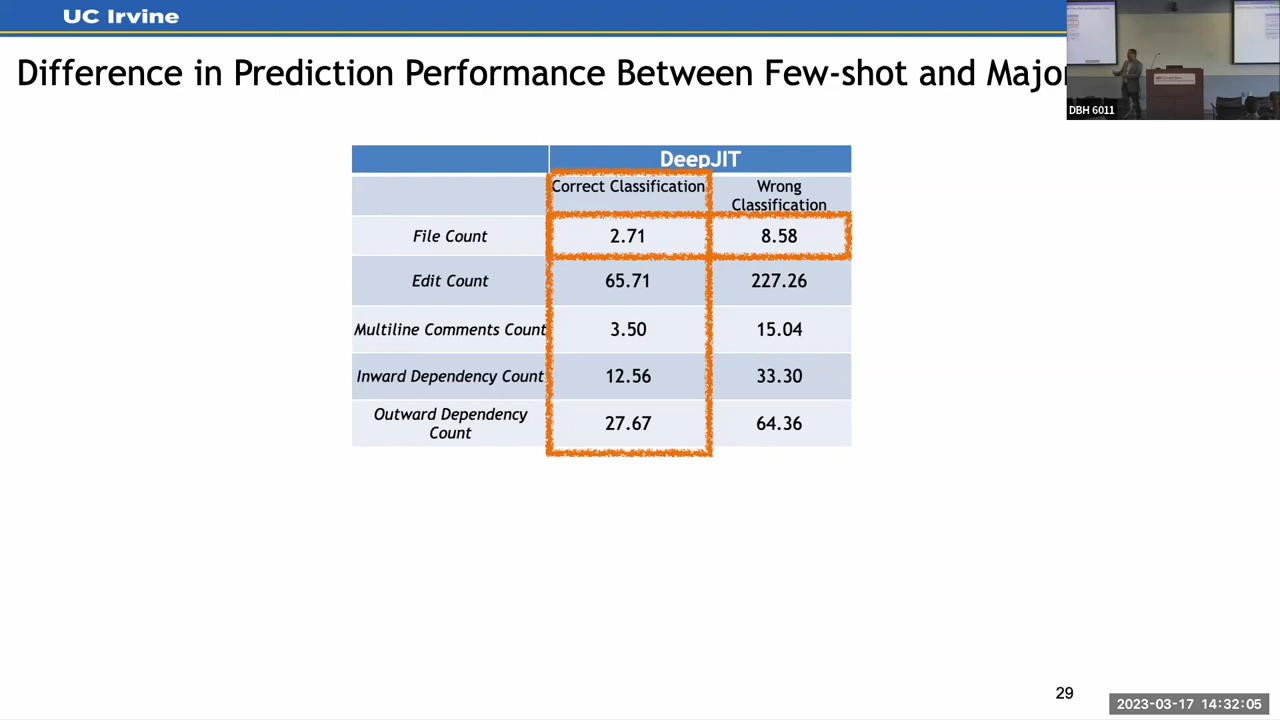 UC Irvine
Difference in Prediction Performance Between Few-shot and Major
DBH 6011
DeepJIT
Correct Classification
Wrong
Classification
File Count
2.71
8.58
Edit Count
65.71
227.26
Multiline Comments Count
3.50
15.04
Inward Dependency Count
12.56
33.30
Outward Dependency
Count
27.67
64.36
29
2023-03-17 14:32:05